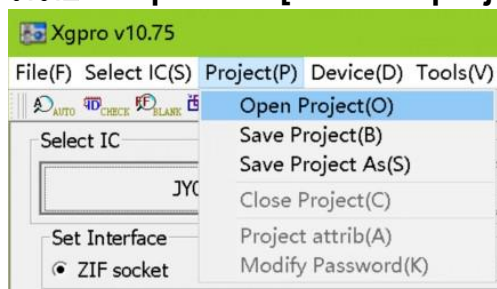 Xgpro v10.75
File(F) Select IC(S) Project(P) Device(D) Tools(V)
AUTO CHECK BLANK
Open Project(O)
Save Project(B)
Select IC
Save Project As(S)
Close Project(C)
Set Interface
Project attrib(A)
ZIF socket
Modify Password(K)